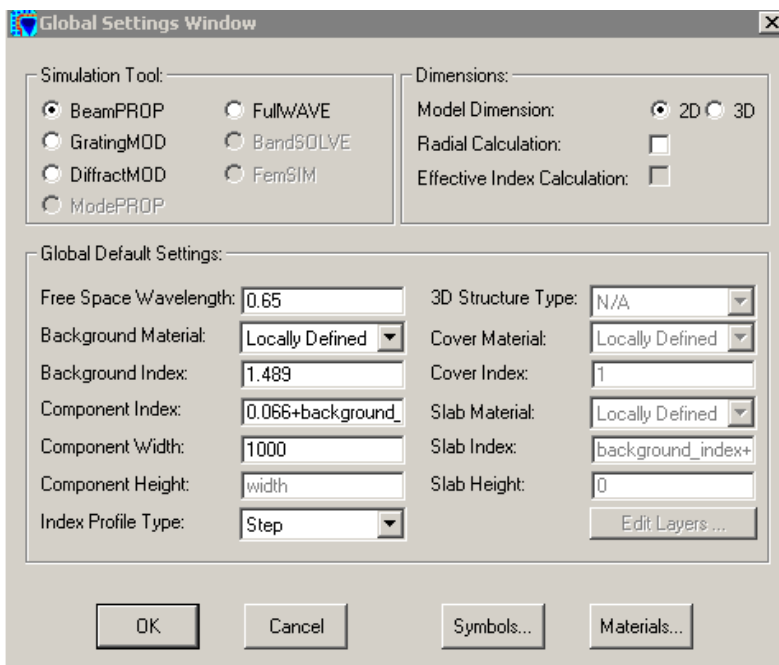 Global Settings Window
Simulation Tool:
BeamPROP
FullWAVE
GratingMOD
BandSOLVE
DiffractMOD
FemSIM
ModePROP
Dimensions:
Model Dimension: 2D 3D
Radial Calculation:
Effective Index Calculation:
Global Default Settings:
Free Space Wavelength: 0.65
Background Material: Locally Defined
Background Index: 1.489
Component Index: 0.066+background_
Component Width: 1000
Component Height: width
Index Profile Type: Step
3D Structure Type: N/A
Cover Material: Locally Defined
Cover Index: 1
Slab Material: Locally Defined
Slab Index: background_index+
Slab Height: 0
Edit Layers ...
OK
Cancel
Symbols...
Materials...